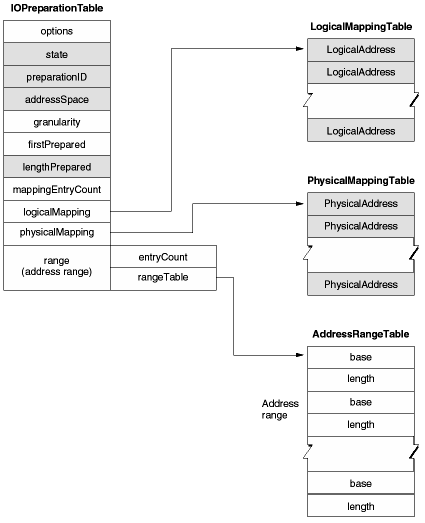 IOPreparationTable
options
state
preparationID
addressSpace
granularity
firstPrepared
lengthPrepared
mappingEntryCount
logicalMapping
physicalMapping
range
(address range)
entryCount
rangeTable
LogicalMappingTable
LogicalAddress
LogicalAddress
LogicalAddress
PhysicalMappingTable
PhysicalAddress
PhysicalAddress
PhysicalAddress
AddressRangeTable
Address
range
base
length
base
length
base
length